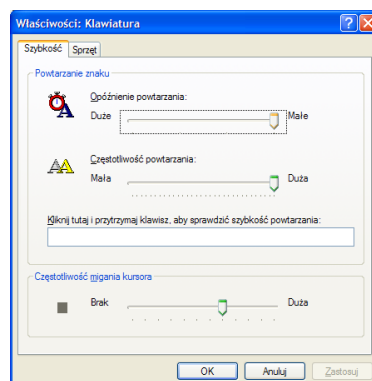 Właściwości: Klawiatura
Szybkość Sprzęt
Powtarzanie znaku
Opóźnienie powtarzania:
Duże Małe
Częstotliwość powtarzania:
Mała Duża
Kliknij tutaj i przytrzymaj klawisz, aby sprawdzić szybkość powtarzania:
Częstotliwość migania kursora
Brak Duża
OK Anuluj Zastosuj